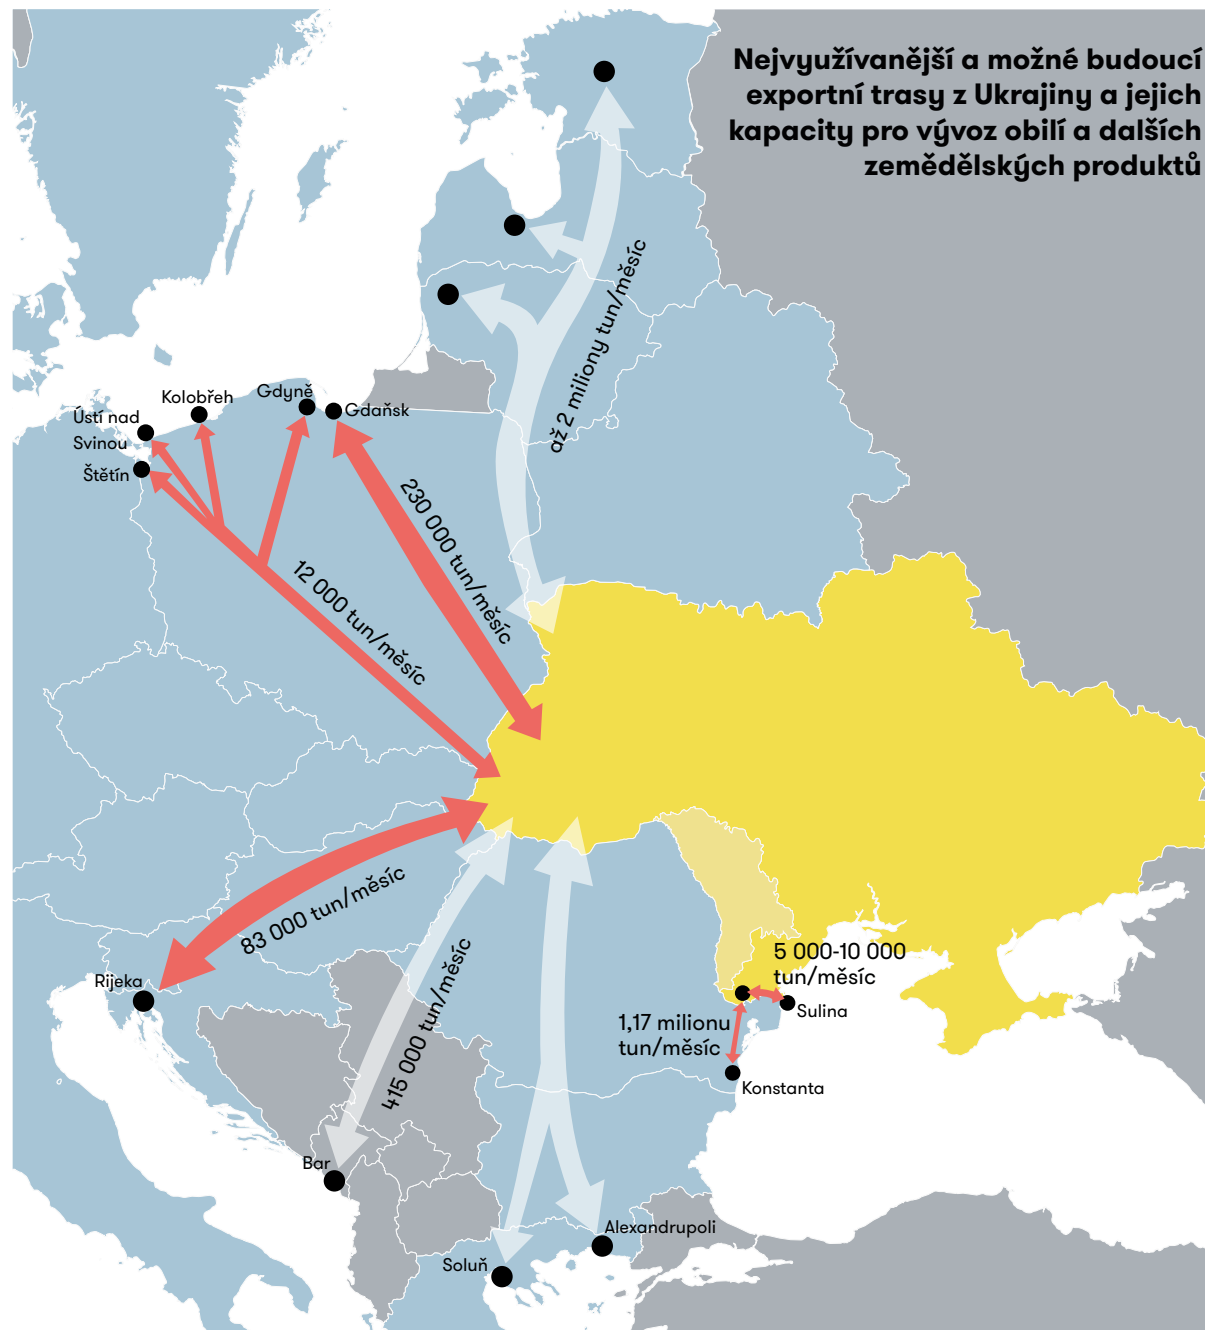 Nejvyužívanější a možné budoucí
exportní trasy z Ukrajiny a jejich
kapacity pro vývoz obilí a dalších
zemědělských produktů
až 2 miliony tun/měsíc
Gdyně
Kolobřeh
Gdaňsk
Ústí nad
Svinou
Štětín
230 000 tun/měsíc
12 000 tun/měsíc
83 000 tun/měsíc
5 000-10 000
tun/měsíc
Rijeka
Sulina
1,17 milionu
tun/měsíc
415 000 tun/měsíc
Konstanta
Bar
Alexandrupoli
Soluň